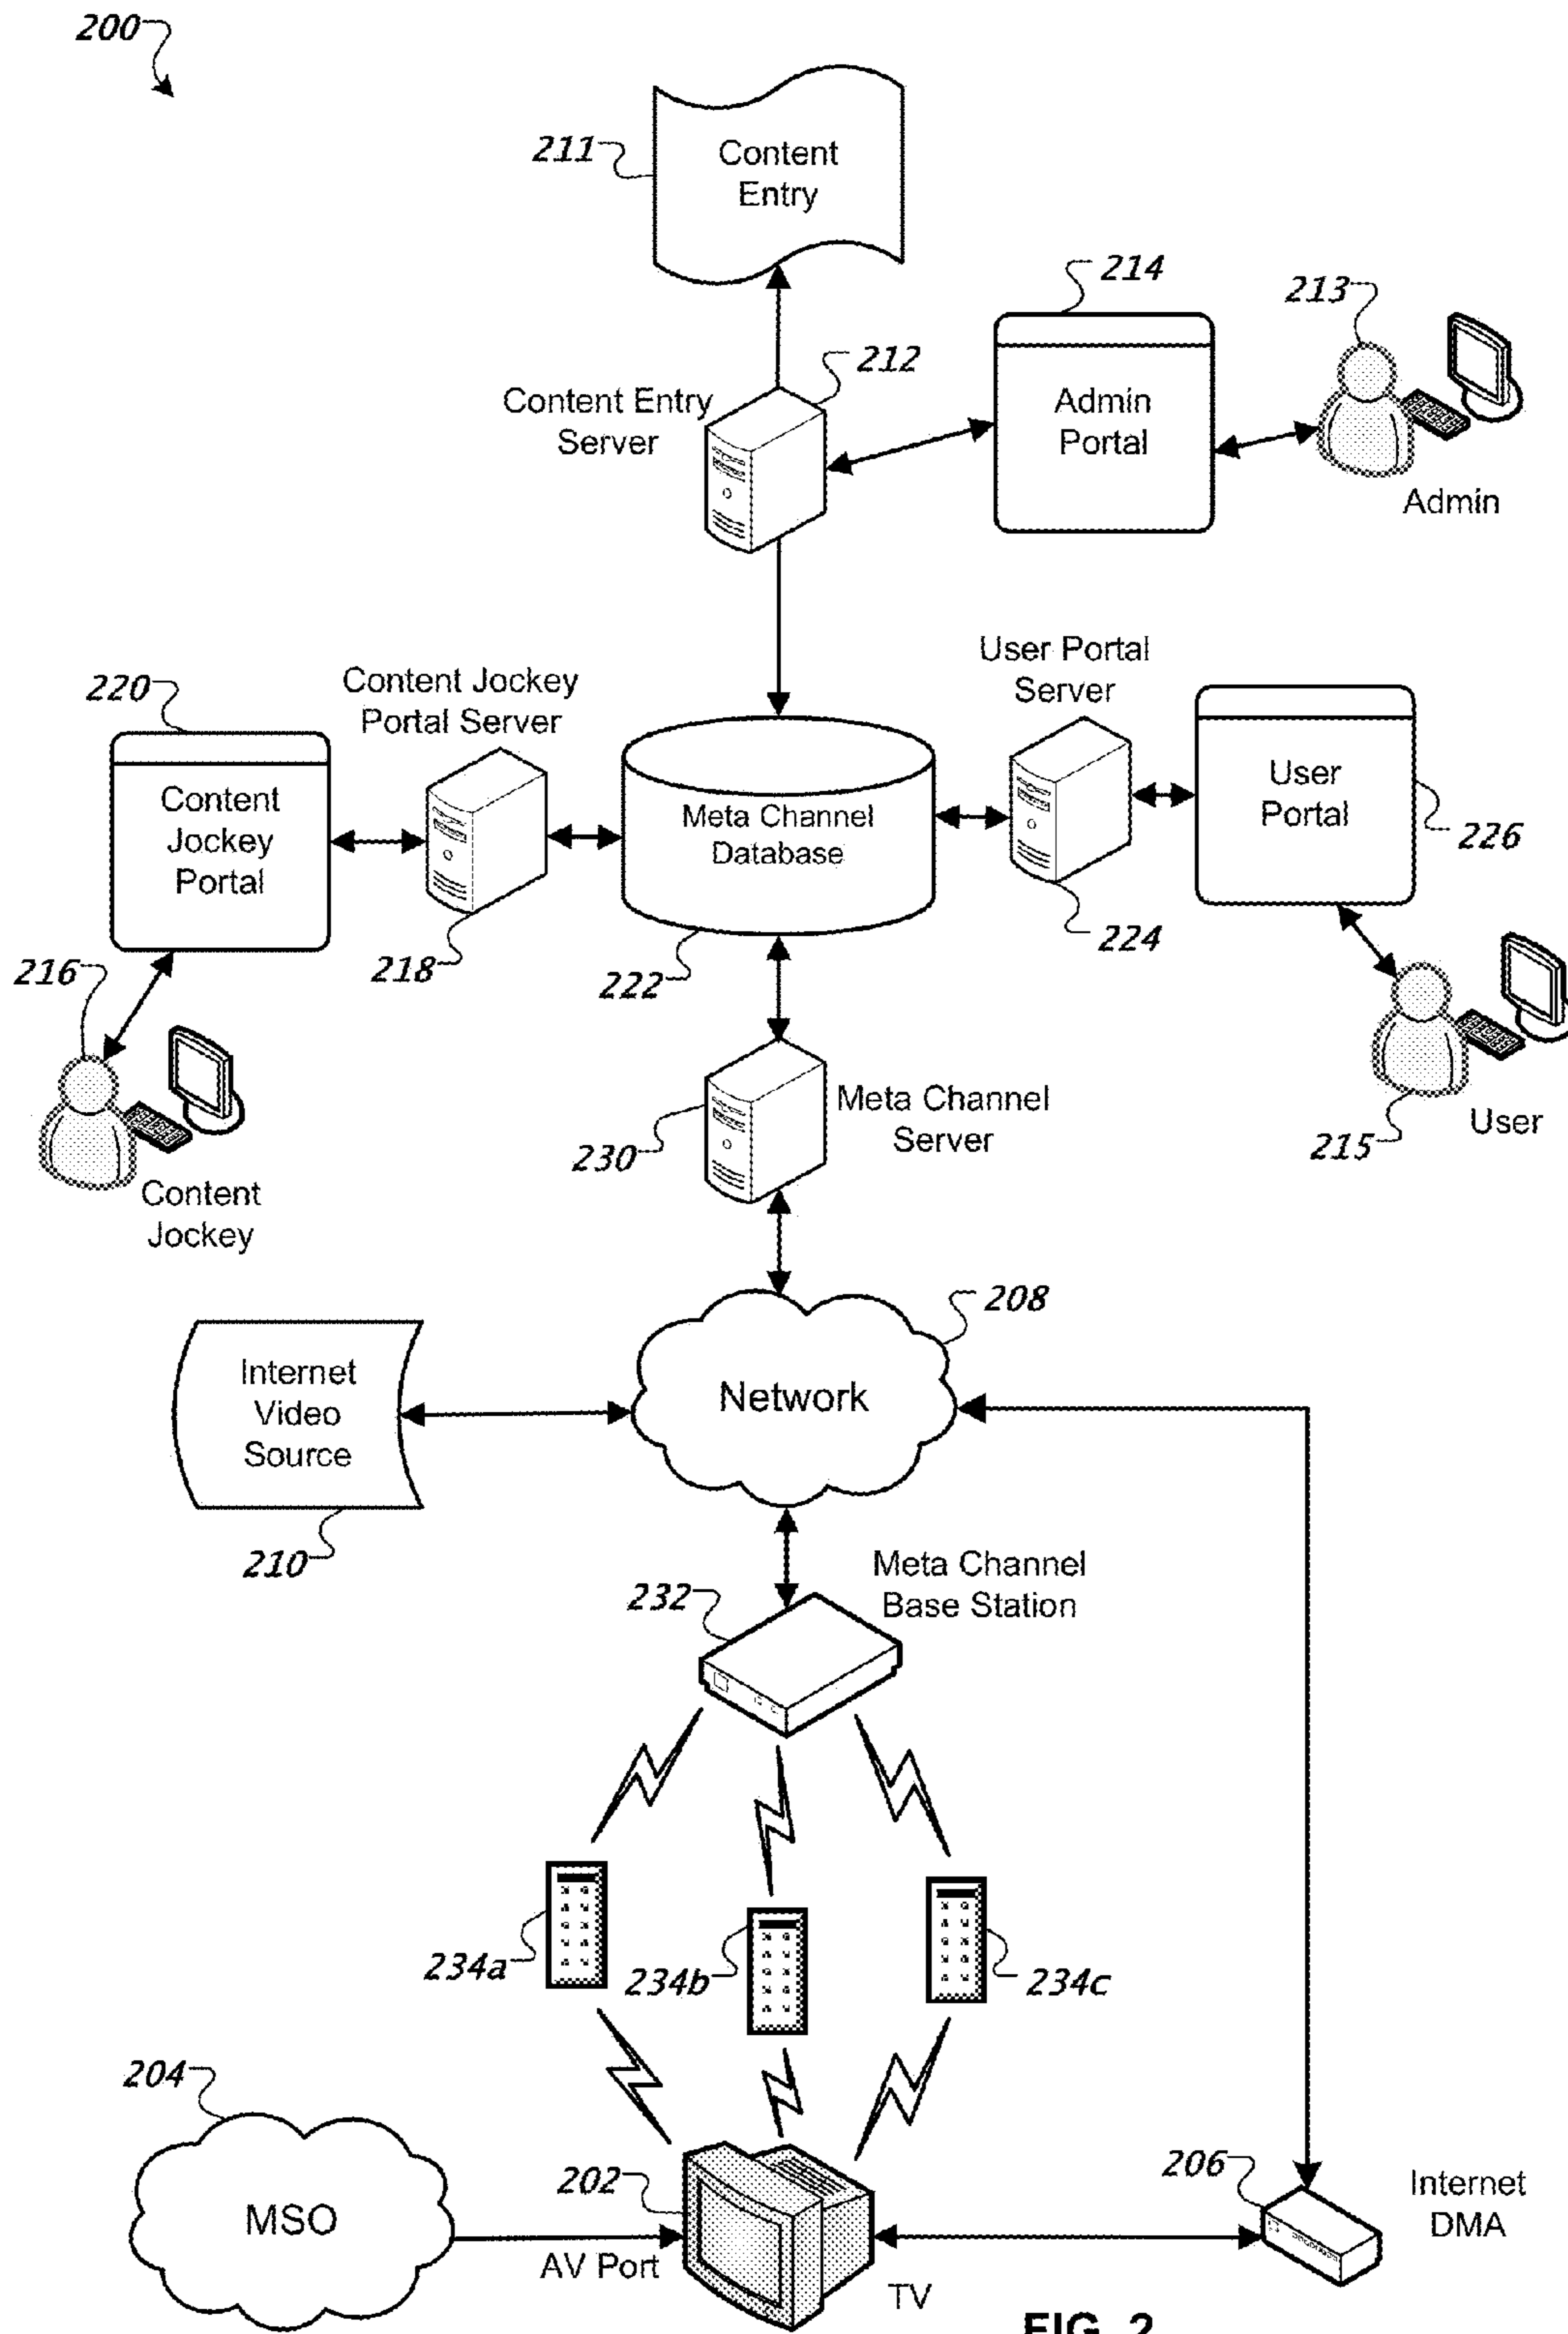 200
211
Content
Entry
214
213
212
Content Entry
Server
Admin
Portal
Admin
User Portal
Server
220
Content Jockey
Portal Server
Content
Jockey
Portal
Meta Channel
Database
User
Portal
226
224
216
218
222
Meta Channel
Server
230
User
215
Content
Jockey
208
Internet
Video
Source
Network
210
Meta Channel
Base Station
232
234a
234b
234c
204
202
206
Internet
DMA
MSO
AV Port
TV
FIG. 2